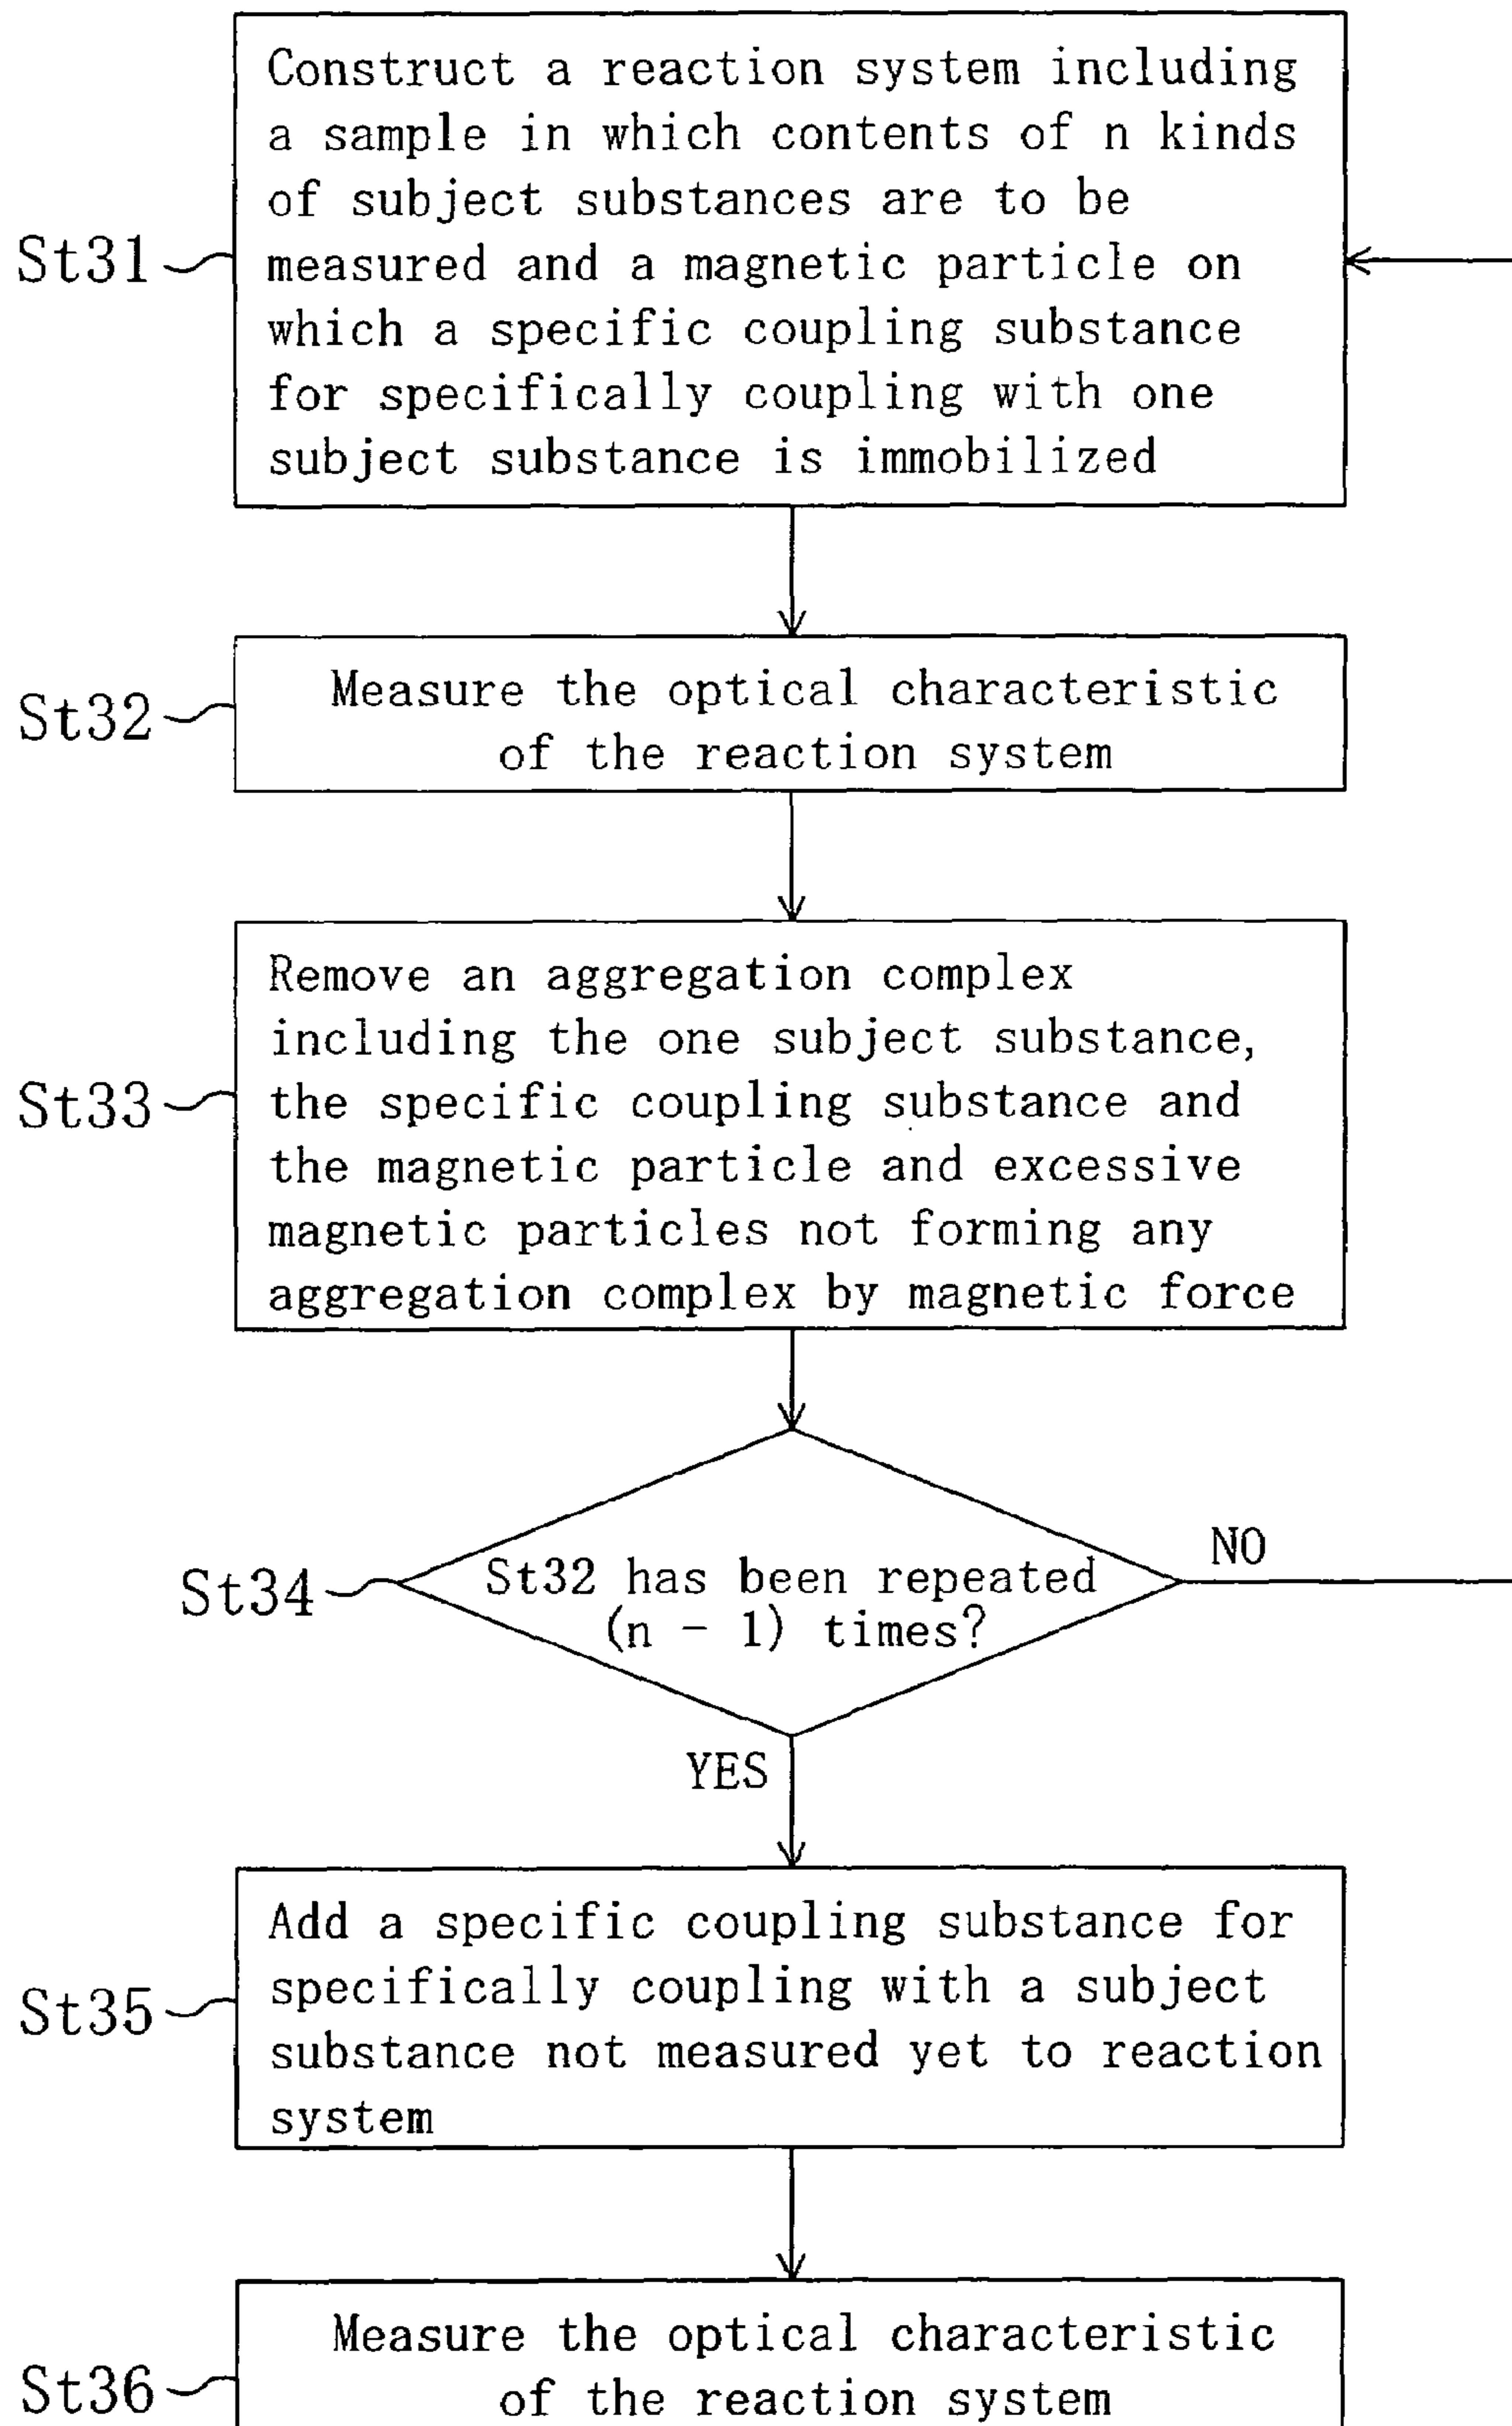 Construct a reaction system including
a sample in which contents of n kinds
of subject substances are to be
St31
measured and a magnetic particle on
which a specific coupling substance
for specifically coupling with one
subject substance is immobilized
St32
Measure the optical characteristic
of the reaction system
Remove an aggregation complex
including the one subject substance,
St33
the specific coupling substance and
the magnetic particle and excessive
magnetic particles not forming any
aggregation complex by magnetic force
St34
St32 has been repeated
(n - 1) times?
NO
YES
Add a specific coupling substance for
St35
specifically coupling with a subject
substance not measured yet to reaction
system
St36
Measure the optical characteristic
of the reaction system